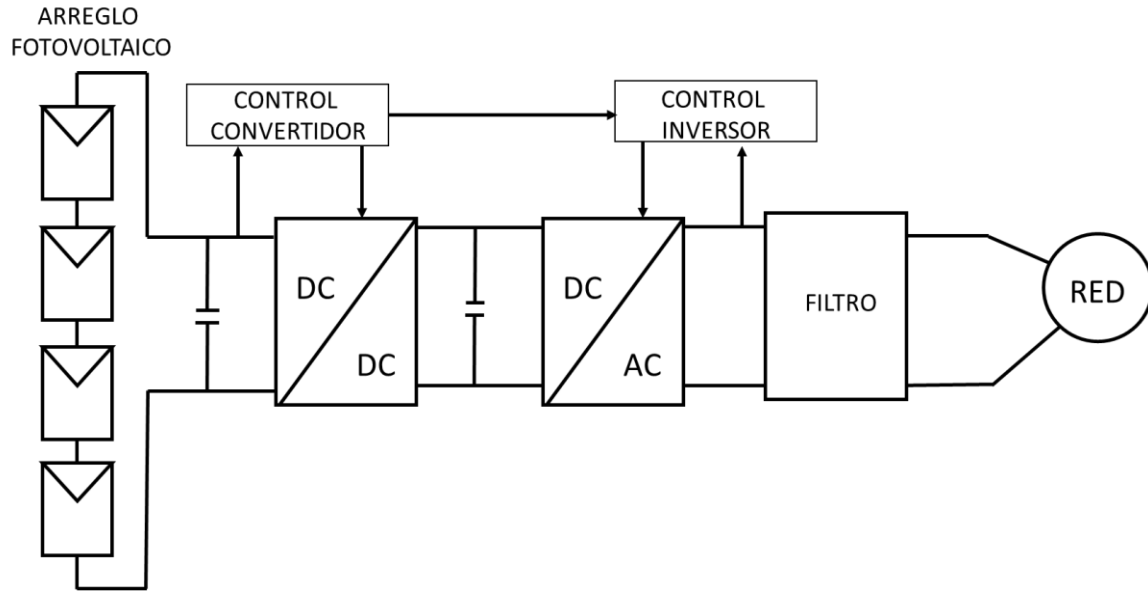 ARREGLO
FOTOVOLTAICO
CONTROL
CONVERTIDOR
CONTROL
INVERSOR
DC
DC
DC
AC
FILTRO
RED